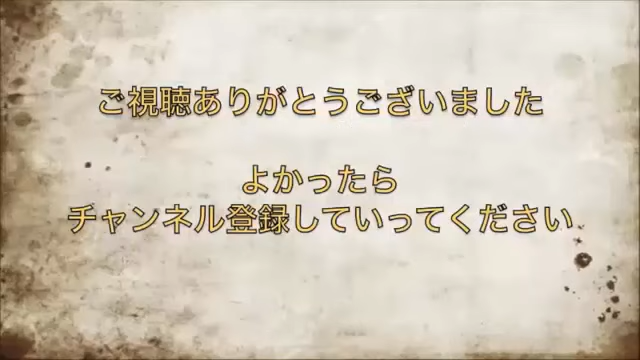 ご視聴ありがとうございました
よかったら
チャンネル登録していってください